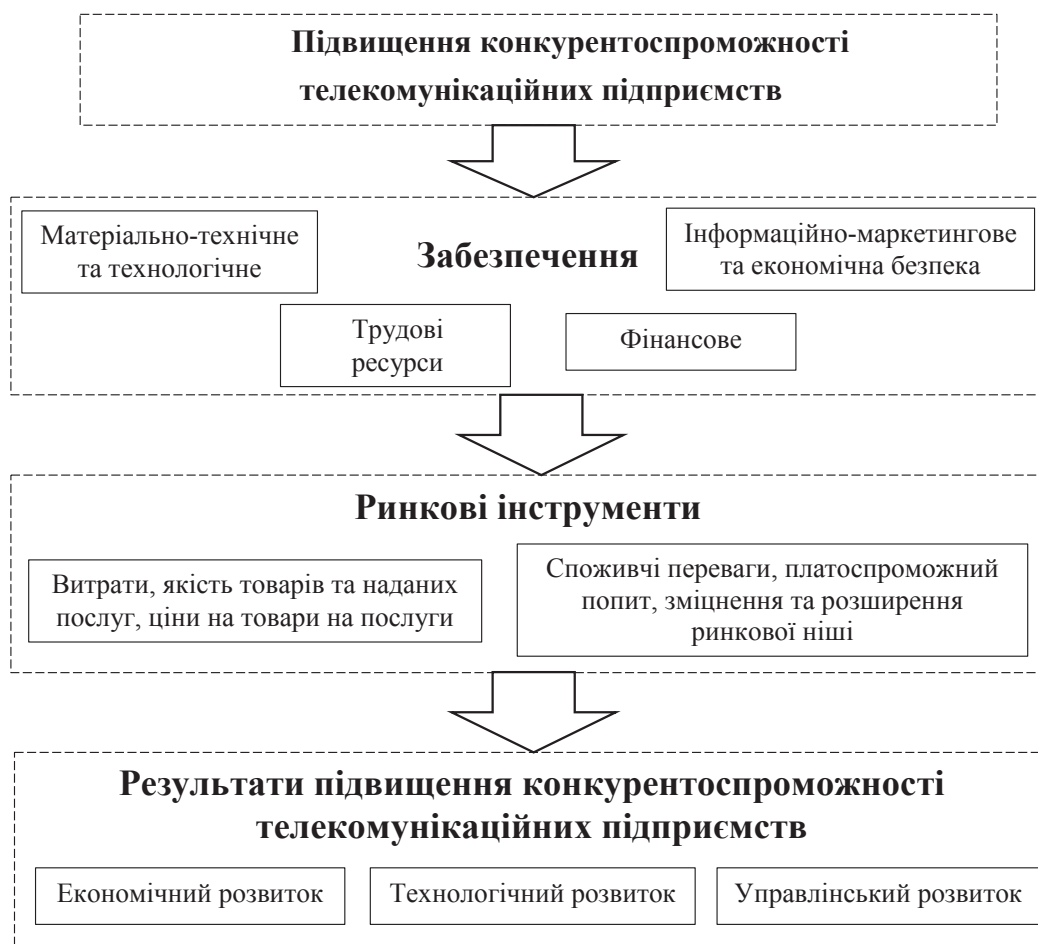 Підвищення конкурентоспроможності
телекомунікаційних підприємств
Матеріально-технічне
та технологічне
Забезпечення
Інформаційно-маркетингове
та економічна безпека
Трудові
ресурси
Фінансове
Ринкові інструменти
Витрати, якість товарів та наданих
послуг, ціни на товари на послуги
Споживчі переваги, платоспроможний
попит, зміцнення та розширення
ринкової ніші
Результати підвищення конкурентоспроможності
телекомунікаційних підприємств
Економічний розвиток
Технологічний розвиток
Управлінський розвиток